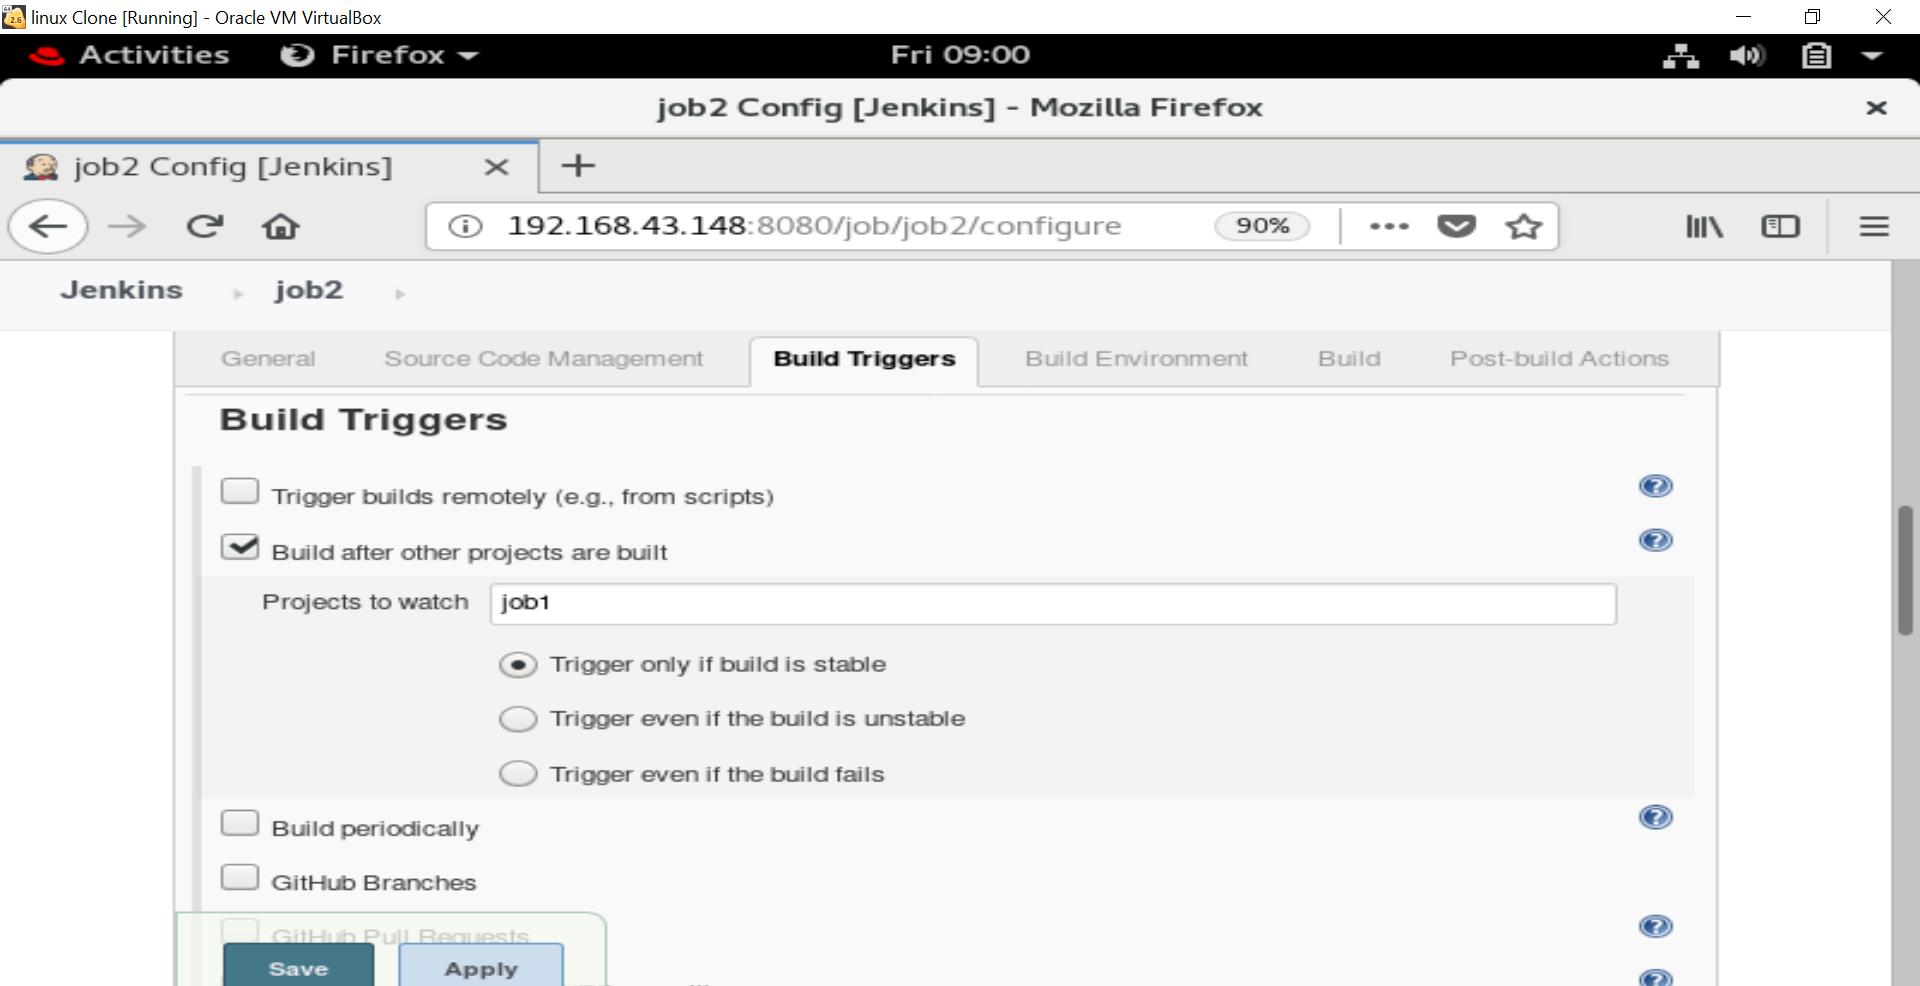 linux Clone [Running] - Oracle VM VirtualBox
Activities Firefox Fri 09:00
job2 Config [Jenkins] - Mozilla Firefox
job2 Config [Jenkins]
192.168.43.148:8080/job/job2/configure 90%
Jenkins job2
General Source Code Management Build Triggers Build Environment Build Post-build Actions
Build Triggers
Trigger builds remotely (e.g., from scripts)
Build after other projects are built
Projects to watch job1
Trigger only if build is stable
Trigger even if the build is unstable
Trigger even if the build fails
Build periodically
GitHub Branches
GitHub Pull Requests
Save Apply